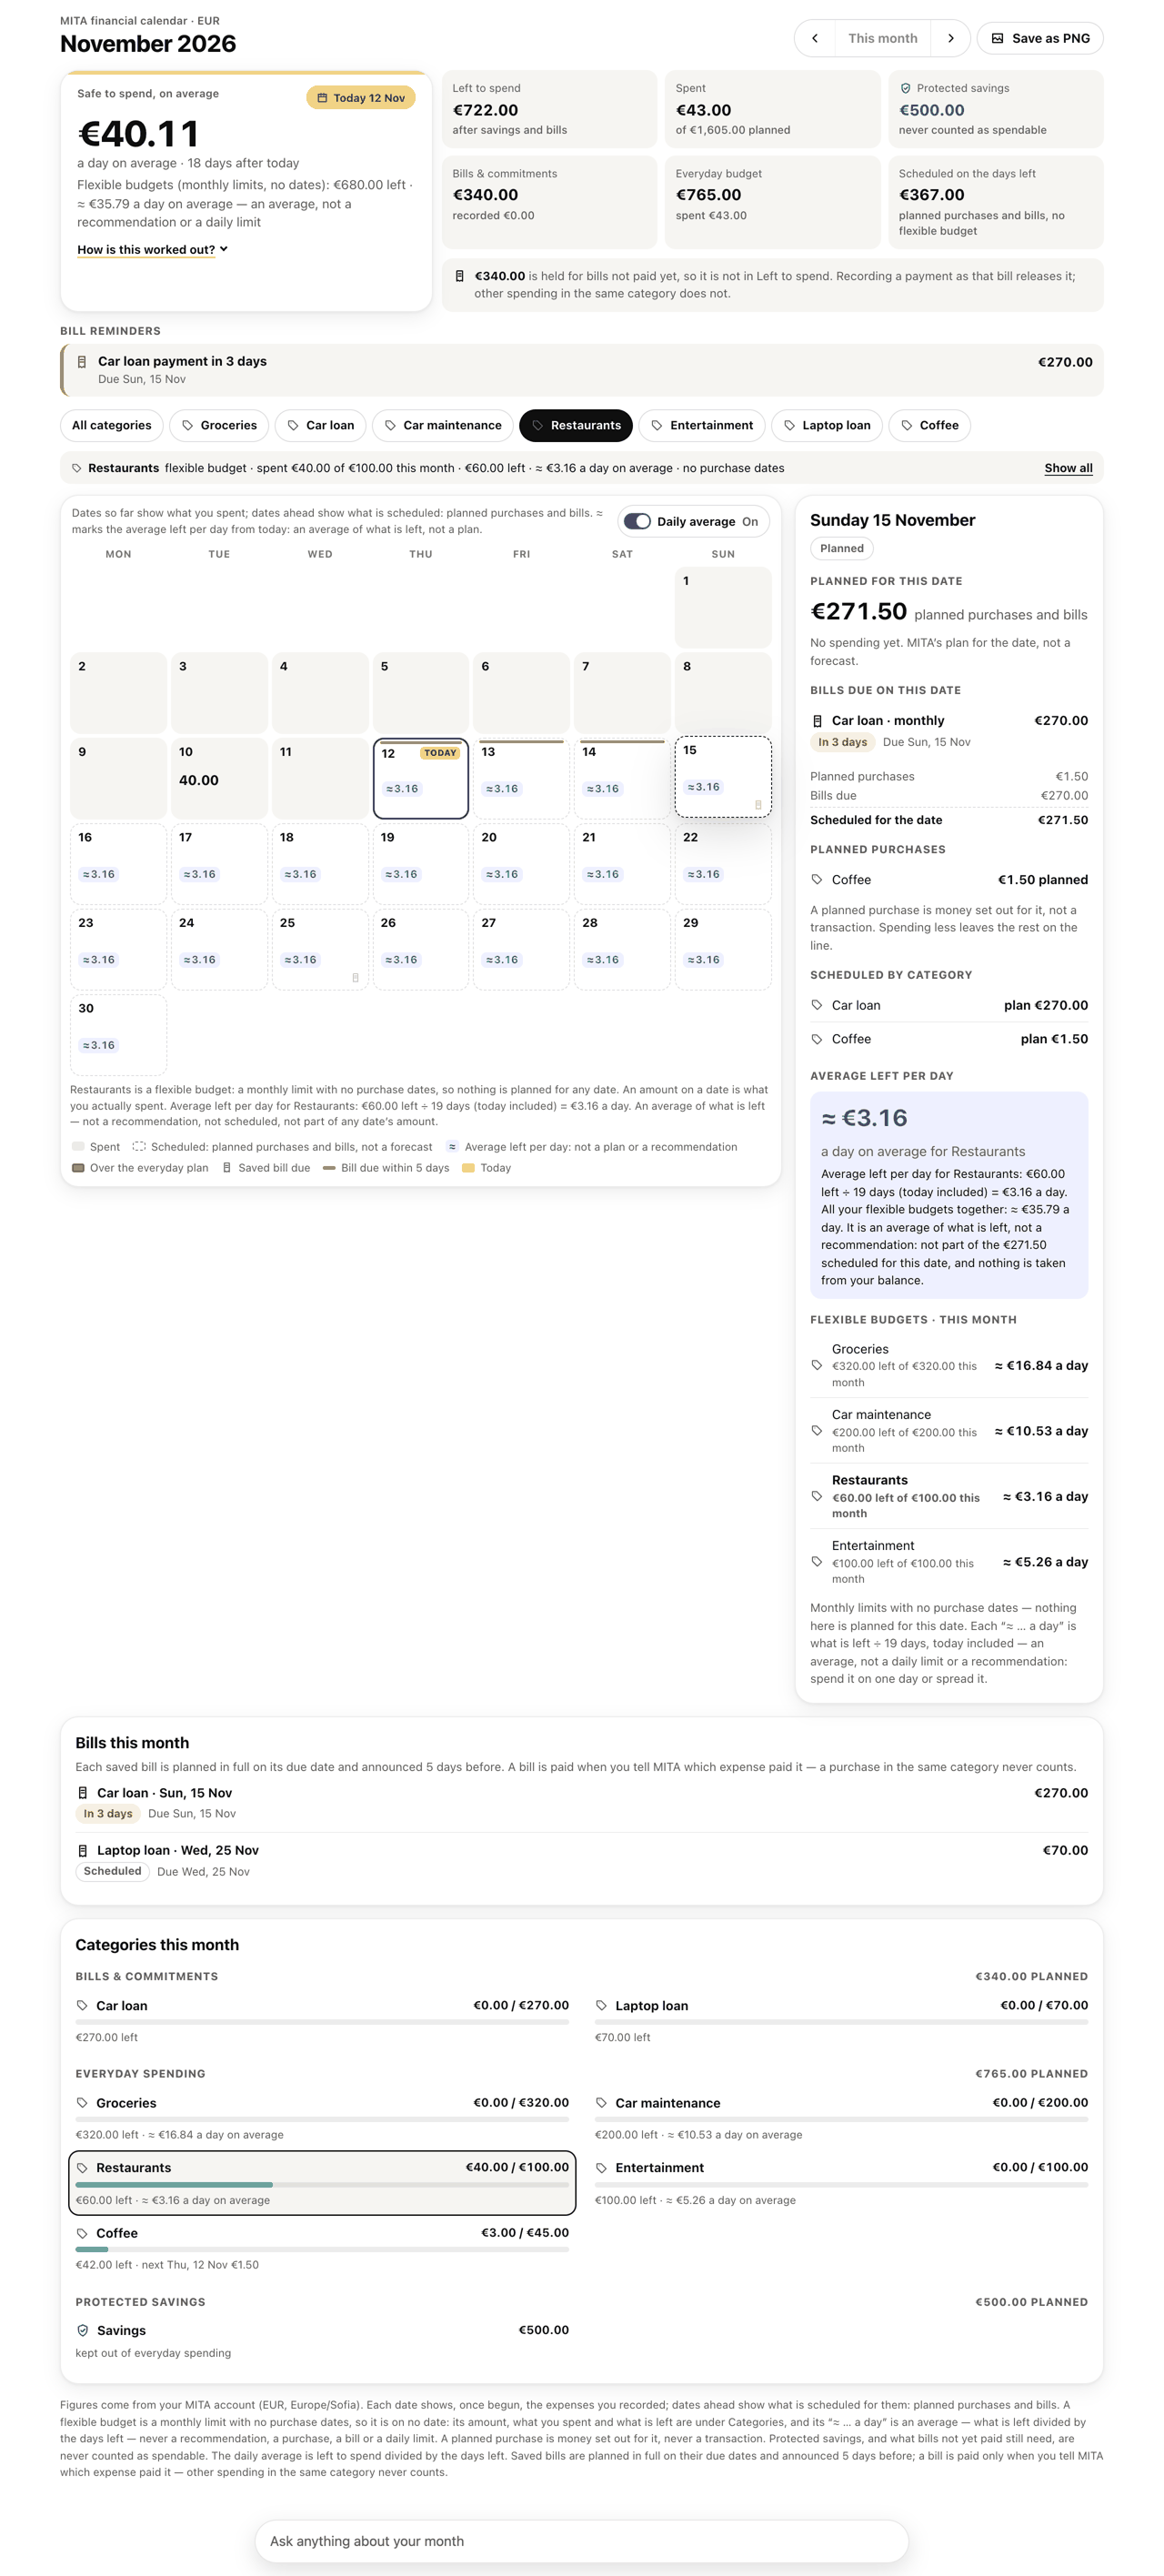 MITA financial calendar · EUR
November 2026
This month
Save as PNG
Safe to spend, on average
Today 12 Nov
€40.11
a day on average · 18 days after today
Flexible budgets (monthly limits, no dates): €680.00 left ·
≈ €35.79 a day on average — an average, not a
recommendation or a daily limit
How is this worked out?
Left to spend
€722.00
after savings and bills
Spent
€43.00
of €1,605.00 planned
Protected savings
€500.00
never counted as spendable
Bills & commitments
€340.00
recorded €0.00
Everyday budget
€765.00
spent €43.00
Scheduled on the days left
€367.00
planned purchases and bills, no
flexible budget
€340.00 is held for bills not paid yet, so it is not in Left to spend. Recording a payment as that bill releases it;
other spending in the same category does not.
BILL REMINDERS
Car loan payment in 3 days
€270.00
Due Sun, 15 Nov
All categories
Groceries
Car loan
Car maintenance
Restaurants
Entertainment
Laptop loan
Coffee
Restaurants flexible budget · spent €40.00 of €100.00 this month · €60.00 left · ≈ €3.16 a day on average · no purchase dates
Show all
Dates so far show what you spent; dates ahead show what is scheduled: planned purchases and bills. ≈
marks the average left per day from today: an average of what is left, not a plan.
Daily average On
MON TUE WED THU FRI SAT SUN
1
2 3 4 5 6 7 8
9 10 11 12 TODAY 13 14 15
40.00 ≈3.16 ≈3.16 ≈3.16 ≈3.16
16 17 18 19 20 21 22
≈3.16 ≈3.16 ≈3.16 ≈3.16 ≈3.16 ≈3.16 ≈3.16
23 24 25 26 27 28 29
≈3.16 ≈3.16 ≈3.16 ≈3.16 ≈3.16 ≈3.16 ≈3.16
30
≈3.16
Restaurants is a flexible budget: a monthly limit with no purchase dates, so nothing is planned for any date. An amount on a date is what
you actually spent. Average left per day for Restaurants: €60.00 left ÷ 19 days (today included) = €3.16 a day. An average of what is left
— not a recommendation, not scheduled, not part of any date's amount.
Spent
Scheduled: planned purchases and bills, not a forecast
≈ Average left per day: not a plan or a recommendation
Over the everyday plan
Saved bill due
Bill due within 5 days
Today
Sunday 15 November
Planned
PLANNED FOR THIS DATE
€271.50 planned purchases and bills
No spending yet. MITA's plan for the date, not a
forecast.
BILLS DUE ON THIS DATE
Car loan · monthly €270.00
In 3 days Due Sun, 15 Nov
Planned purchases €1.50
Bills due €270.00
Scheduled for the date €271.50
PLANNED PURCHASES
Coffee €1.50 planned
A planned purchase is money set out for it, not a
transaction. Spending less leaves the rest on the
line.
SCHEDULED BY CATEGORY
Car loan plan €270.00
Coffee plan €1.50
AVERAGE LEFT PER DAY
≈ €3.16
a day on average for Restaurants
Average left per day for Restaurants: €60.00
left ÷ 19 days (today included) = €3.16 a day.
All your flexible budgets together: ≈ €35.79 a
day. It is an average of what is left, not a
recommendation: not part of the €271.50
scheduled for this date, and nothing is taken
from your balance.
FLEXIBLE BUDGETS · THIS MONTH
Groceries
€320.00 left of €320.00 this
month
≈ €16.84 a day
Car maintenance
€200.00 left of €200.00 this
month
≈ €10.53 a day
Restaurants
€60.00 left of €100.00 this
month
≈ €3.16 a day
Entertainment
€100.00 left of €100.00 this
month
≈ €5.26 a day
Monthly limits with no purchase dates — nothing
here is planned for this date. Each “≈ … a day” is
what is left ÷ 19 days, today included — an
average, not a daily limit or a recommendation:
spend it on one day or spread it.
Bills this month
Each saved bill is planned in full on its due date and announced 5 days before. A bill is paid when you tell MITA which expense paid it — a purchase in the same category never counts.
Car loan · Sun, 15 Nov €270.00
In 3 days Due Sun, 15 Nov
Laptop loan · Wed, 25 Nov €70.00
Scheduled Due Wed, 25 Nov
Categories this month
BILLS & COMMITMENTS €340.00 PLANNED
Car loan €0.00 / €270.00
€270.00 left
Laptop loan €0.00 / €70.00
€70.00 left
EVERYDAY SPENDING €765.00 PLANNED
Groceries €0.00 / €320.00
€320.00 left · ≈ €16.84 a day on average
Car maintenance €0.00 / €200.00
€200.00 left · ≈ €10.53 a day on average
Restaurants €40.00 / €100.00
€60.00 left · ≈ €3.16 a day on average
Entertainment €0.00 / €100.00
€100.00 left · ≈ €5.26 a day on average
Coffee €3.00 / €45.00
€42.00 left · next Thu, 12 Nov €1.50
PROTECTED SAVINGS €500.00 PLANNED
Savings €500.00
kept out of everyday spending
Figures come from your MITA account (EUR, Europe/Sofia). Each date shows, once begun, the expenses you recorded; dates ahead show what is scheduled for them: planned purchases and bills. A
flexible budget is a monthly limit with no purchase dates, so it is on no date: its amount, what you spent and what is left are under Categories, and its “≈ … a day” is an average — what is left divided by
the days left — never a recommendation, a purchase, a bill or a daily limit. A planned purchase is money set out for it, never a transaction. Protected savings, and what bills not yet paid still need, are
never counted as spendable. The daily average is left to spend divided by the days left. Saved bills are planned in full on their due dates and announced 5 days before; a bill is paid only when you tell MITA
which expense paid it — other spending in the same category never counts.
Ask anything about your month